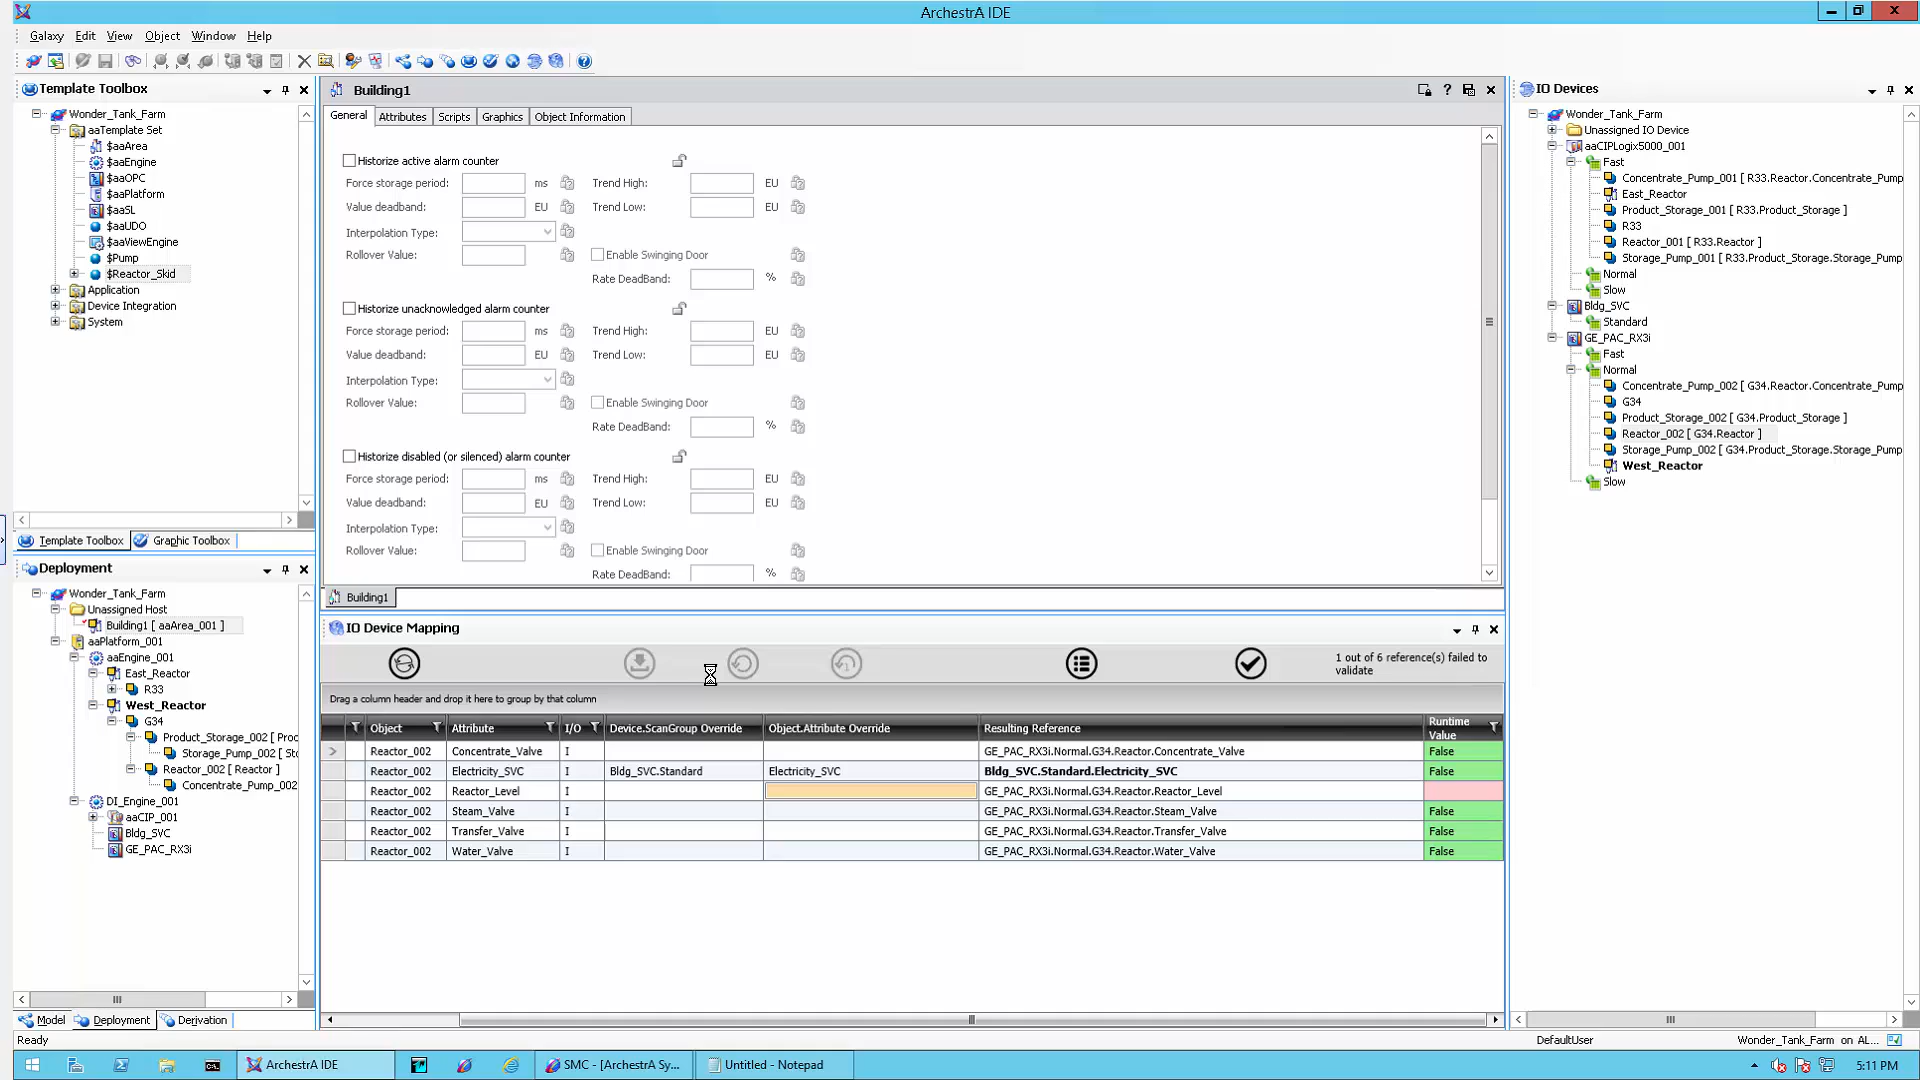 ArchestrA IDE
Galaxy Edit View Object Window Help
Template Toolbox
Wonder_Tank_Farm
aaTemplate Set
$aaArea
$aaEngine
$aaOPC
$aaPlatform
$aaSL
$aaUDO
$aaViewEngine
$Pump
$Reactor_Skid
Application
Device Integration
System
Template Toolbox Graphic Toolbox
Deployment
Wonder_Tank_Farm
Unassigned Host
Building1 [ aaArea_001 ]
aaPlatform_001
aaEngine_001
East_Reactor
R33
West_Reactor
G34
Product_Storage_002 [ Proc
Storage_Pump_002 [ Sto
Reactor_002 [ Reactor ]
Concentrate_Pump_002
DI_Engine_001
aaCIP_001
Bldg_SVC
GE_PAC_RX3i
Model Deployment Derivation
Building1
General Attributes Scripts Graphics Object Information
Historize active alarm counter
Force storage period: ms Trend High: EU
Value deadband: EU Trend Low: EU
Interpolation Type:
Rollover Value: Enable Swinging Door
Rate DeadBand: %
Historize unacknowledged alarm counter
Force storage period: ms Trend High: EU
Value deadband: EU Trend Low: EU
Interpolation Type:
Rollover Value: Enable Swinging Door
Rate DeadBand: %
Historize disabled (or silenced) alarm counter
Force storage period: ms Trend High: EU
Value deadband: EU Trend Low: EU
Interpolation Type:
Rollover Value: Enable Swinging Door
Rate DeadBand: %
Building1
IO Device Mapping
1 out of 6 reference(s) failed to validate
Drag a column header and drop it here to group by that column
Object Attribute I/O Device.ScanGroup Override Object.Attribute Override Resulting Reference Runtime Value
Reactor_002 Concentrate_Valve I GE_PAC_RX3i.Normal.G34.Reactor.Concentrate_Valve False
Reactor_002 Electricity_SVC I Bldg_SVC.Standard Electricity_SVC Bldg_SVC.Standard.Electricity_SVC False
Reactor_002 Reactor_Level I GE_PAC_RX3i.Normal.G34.Reactor.Reactor_Level
Reactor_002 Steam_Valve I GE_PAC_RX3i.Normal.G34.Reactor.Steam_Valve False
Reactor_002 Transfer_Valve I GE_PAC_RX3i.Normal.G34.Reactor.Transfer_Valve False
Reactor_002 Water_Valve I GE_PAC_RX3i.Normal.G34.Reactor.Water_Valve False
IO Devices
Wonder_Tank_Farm
Unassigned IO Device
aaCIPLogix5000_001
Fast
Concentrate_Pump_001 [ R33.Reactor.Concentrate_Pump
East_Reactor
Product_Storage_001 [ R33.Product_Storage ]
R33
Reactor_001 [ R33.Reactor ]
Storage_Pump_001 [ R33.Product_Storage.Storage_Pump
Normal
Slow
Bldg_SVC
Standard
GE_PAC_RX3i
Fast
Normal
Concentrate_Pump_002 [ G34.Reactor.Concentrate_Pump
G34
Product_Storage_002 [ G34.Product_Storage ]
Reactor_002 [ G34.Reactor ]
Storage_Pump_002 [ G34.Product_Storage.Storage_Pump
West_Reactor
Slow
Ready DefaultUser Wonder_Tank_Farm on AL...
ArchestrA IDE SMC - [ArchestrA Sy... Untitled - Notepad 5:11 PM